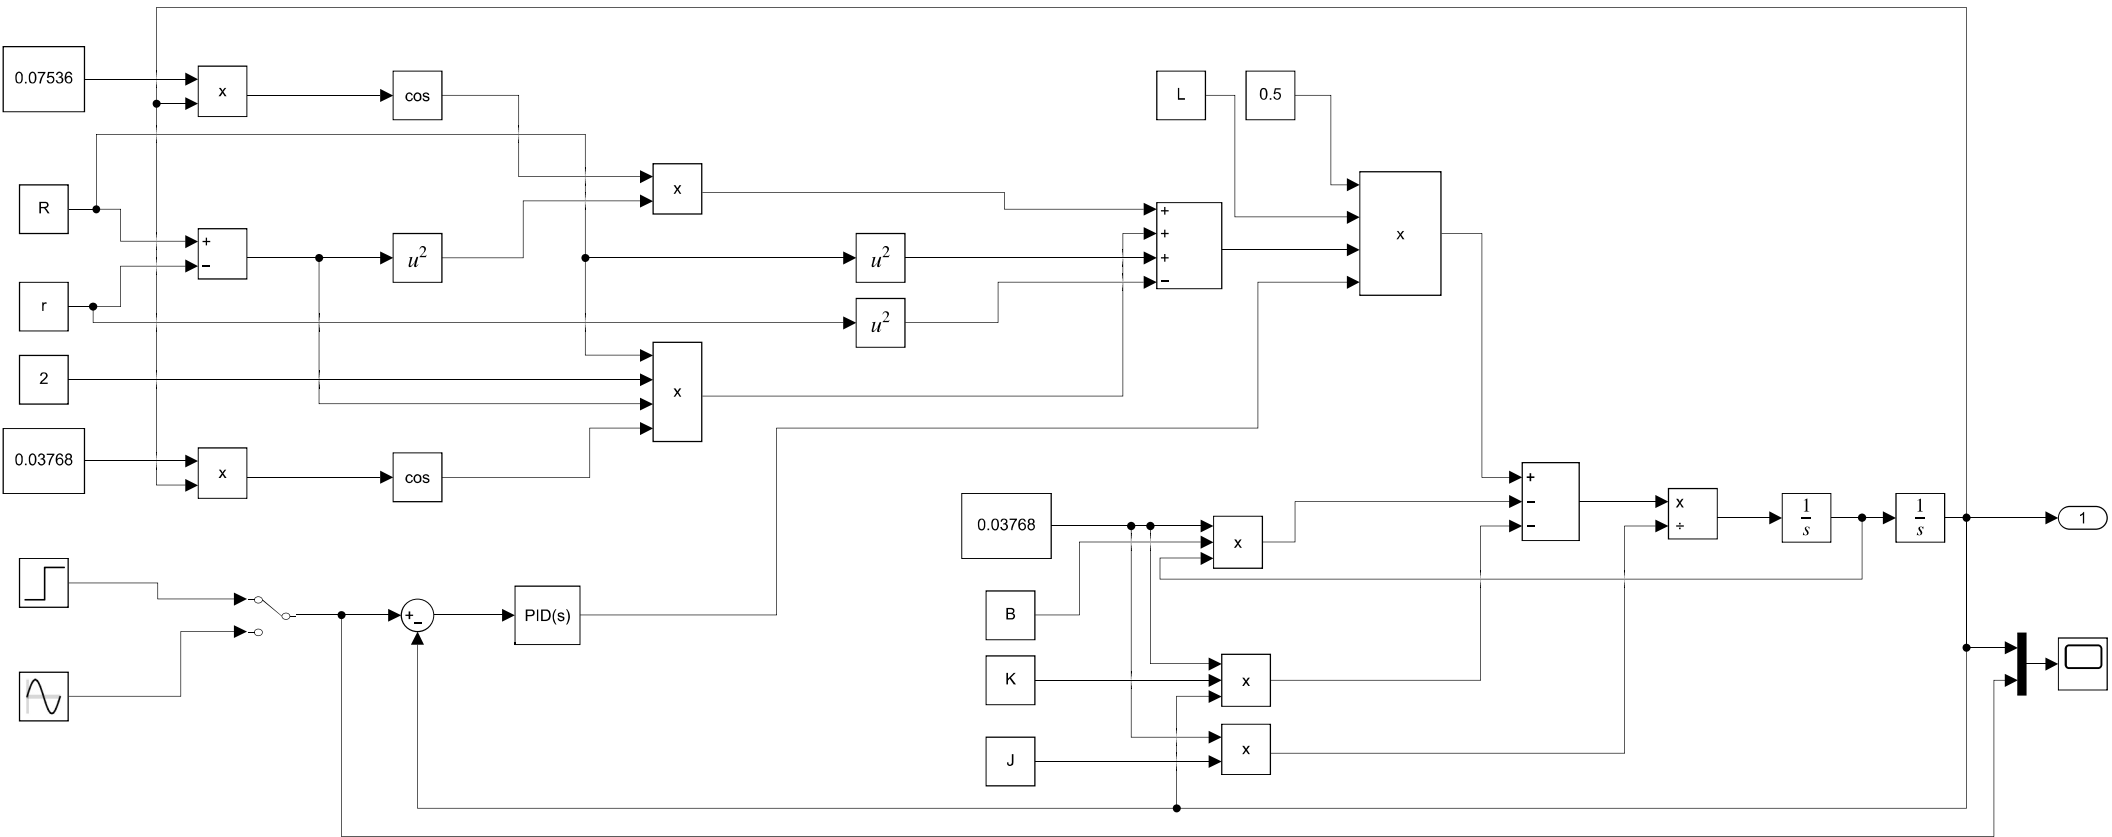 0.07536
x
cos
L
0.5
R
x
x
+
−
u²
u²
+
+
+
−
r
u²
2
x
0.03768
x
cos
0.03768
x
+
−
−
x
÷
1/s
1/s
1
+
−
PID(s)
B
K
x
J
x